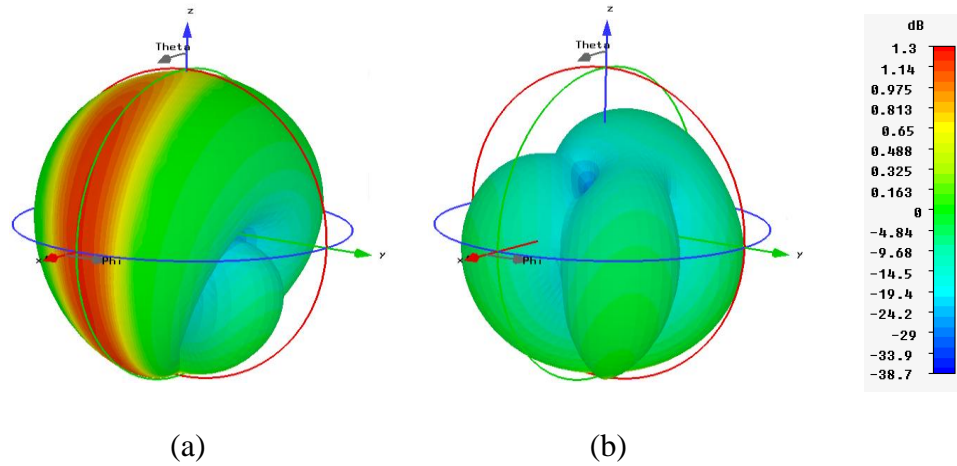 z
Theta
x
Phi
y
(a)
z
Theta
x
Phi
y
(b)
dB
1.3
1.14
0.975
0.813
0.65
0.488
0.325
0.163
0
-4.84
-9.68
-14.5
-19.4
-24.2
-29
-33.9
-38.7